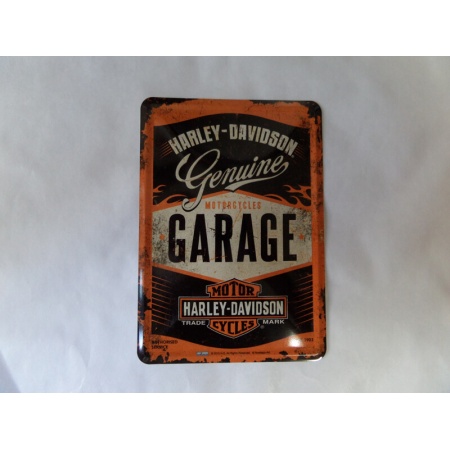 HARLEY-DAVIDSON
Genuine
MOTORCYCLES
GARAGE
MOTOR
HARLEY-DAVIDSON
TRADE MARK
CYCLES ®